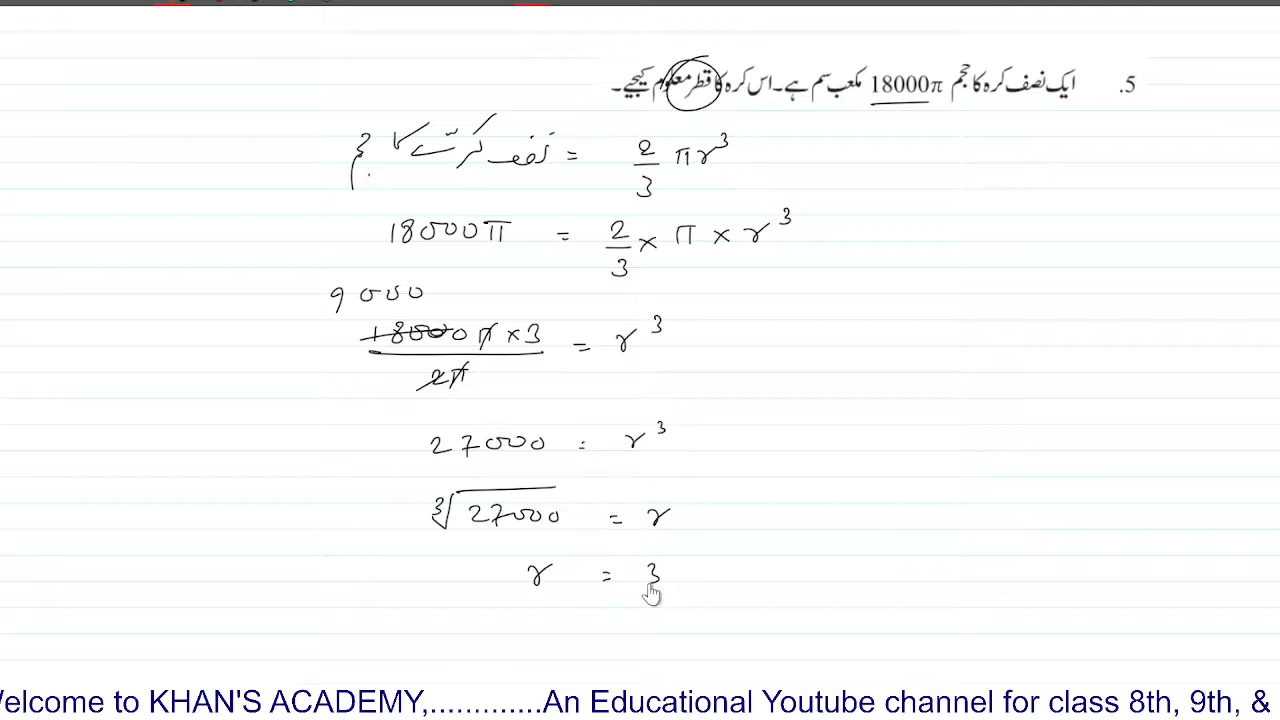 5. ایک نصف کرہ کا حجم 18000π مکعب سم ہے۔ اس کرہ کا قطر معلوم کیجیے۔
نصف کرے کا حجم = 2/3 πr³
18000π = 2/3 × π × r³
9000
18000π×3 / 2π = r³
27000 = r³
∛27000 = r
r = 3
Welcome to KHAN'S ACADEMY,.............An Educational Youtube channel for class 8th, 9th, &